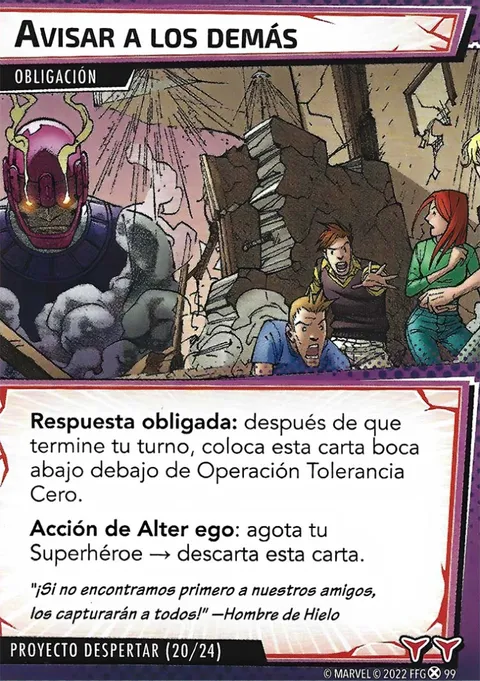 AVISAR A LOS DEMÁS
OBLIGACIÓN
Respuesta obligada: después de que
termine tu turno, coloca esta carta boca
abajo debajo de Operación Tolerancia
Cero.
Acción de Alter ego: agota tu
Superhéroe → descarta esta carta.
"¡Si no encontramos primero a nuestros amigos,
los capturarán a todos!" —Hombre de Hielo
PROYECTO DESPERTAR (20/24)
© MARVEL © 2022 FFG 99